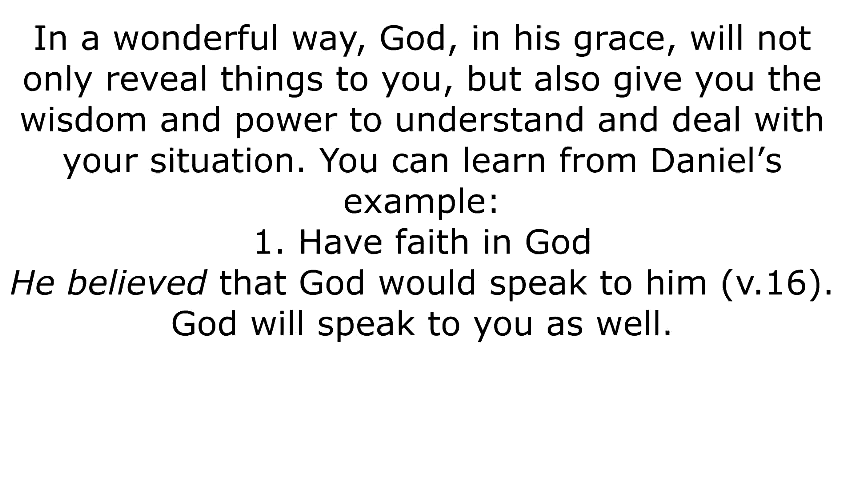 In a wonderful way, God, in his grace, will not
only reveal things to you, but also give you the
wisdom and power to understand and deal with
your situation. You can learn from Daniel’s
example:
1. Have faith in God
He believed that God would speak to him (v.16).
God will speak to you as well.